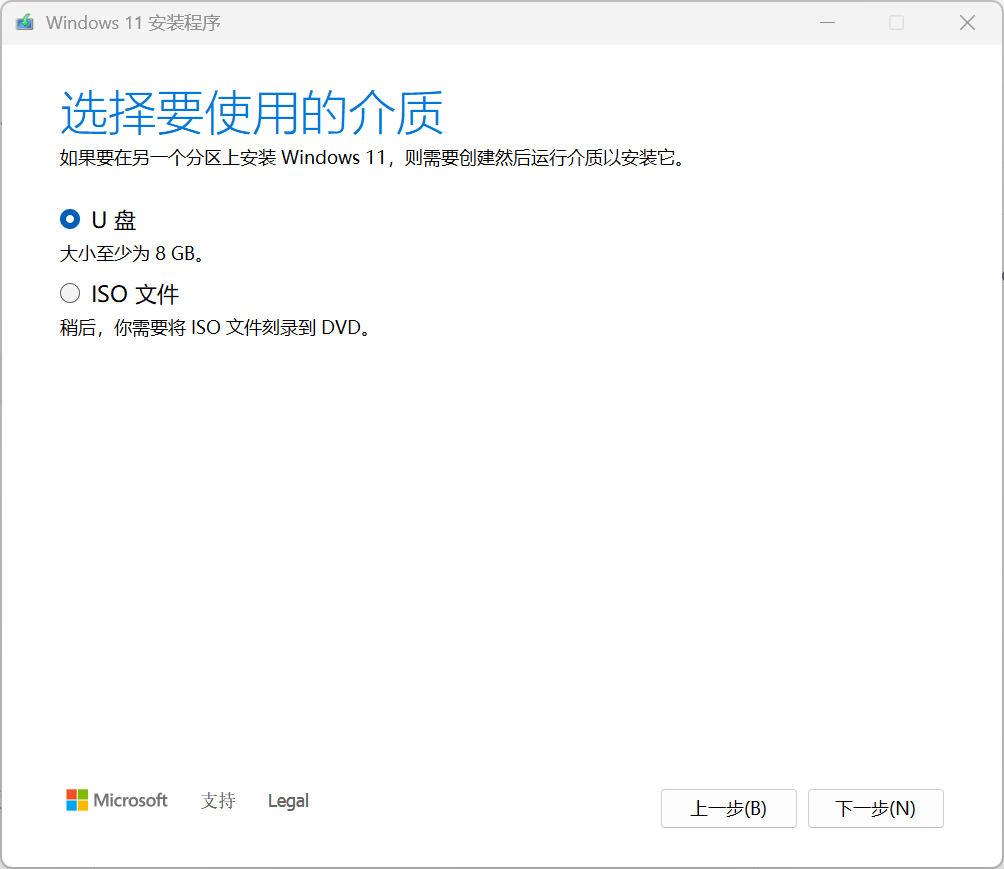 Windows 11 安装程序
选择要使用的介质
如果要在另一个分区上安装 Windows 11，则需要创建然后运行介质以安装它。
U 盘
大小至少为 8 GB。
ISO 文件
稍后，你需要将 ISO 文件刻录到 DVD。
Microsoft 支持 Legal 上一步(B) 下一步(N)